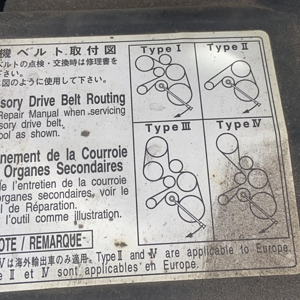 機ベルト取付図
ベルトの点検・交換時は修理書を
図のように使用して下さい。
sory Drive Belt Routing
Repair Manual when servicing
sory drive belt.
ool as shown.
nement de la Courroie
Organes Secondaires
de l'entretien de la courroie
organes secondaires, voir le
l de Réparation.
l'outil comme illustration.
Type Ⅰ
Type Ⅱ
Type Ⅲ
Type Ⅳ
OTE / REMARQUE
Ⅳは海外輸出車のみ適用。Type Ⅱ and Ⅳ are applicable to Europe.
e Ⅱ et Ⅳ sont applicables en Europe.